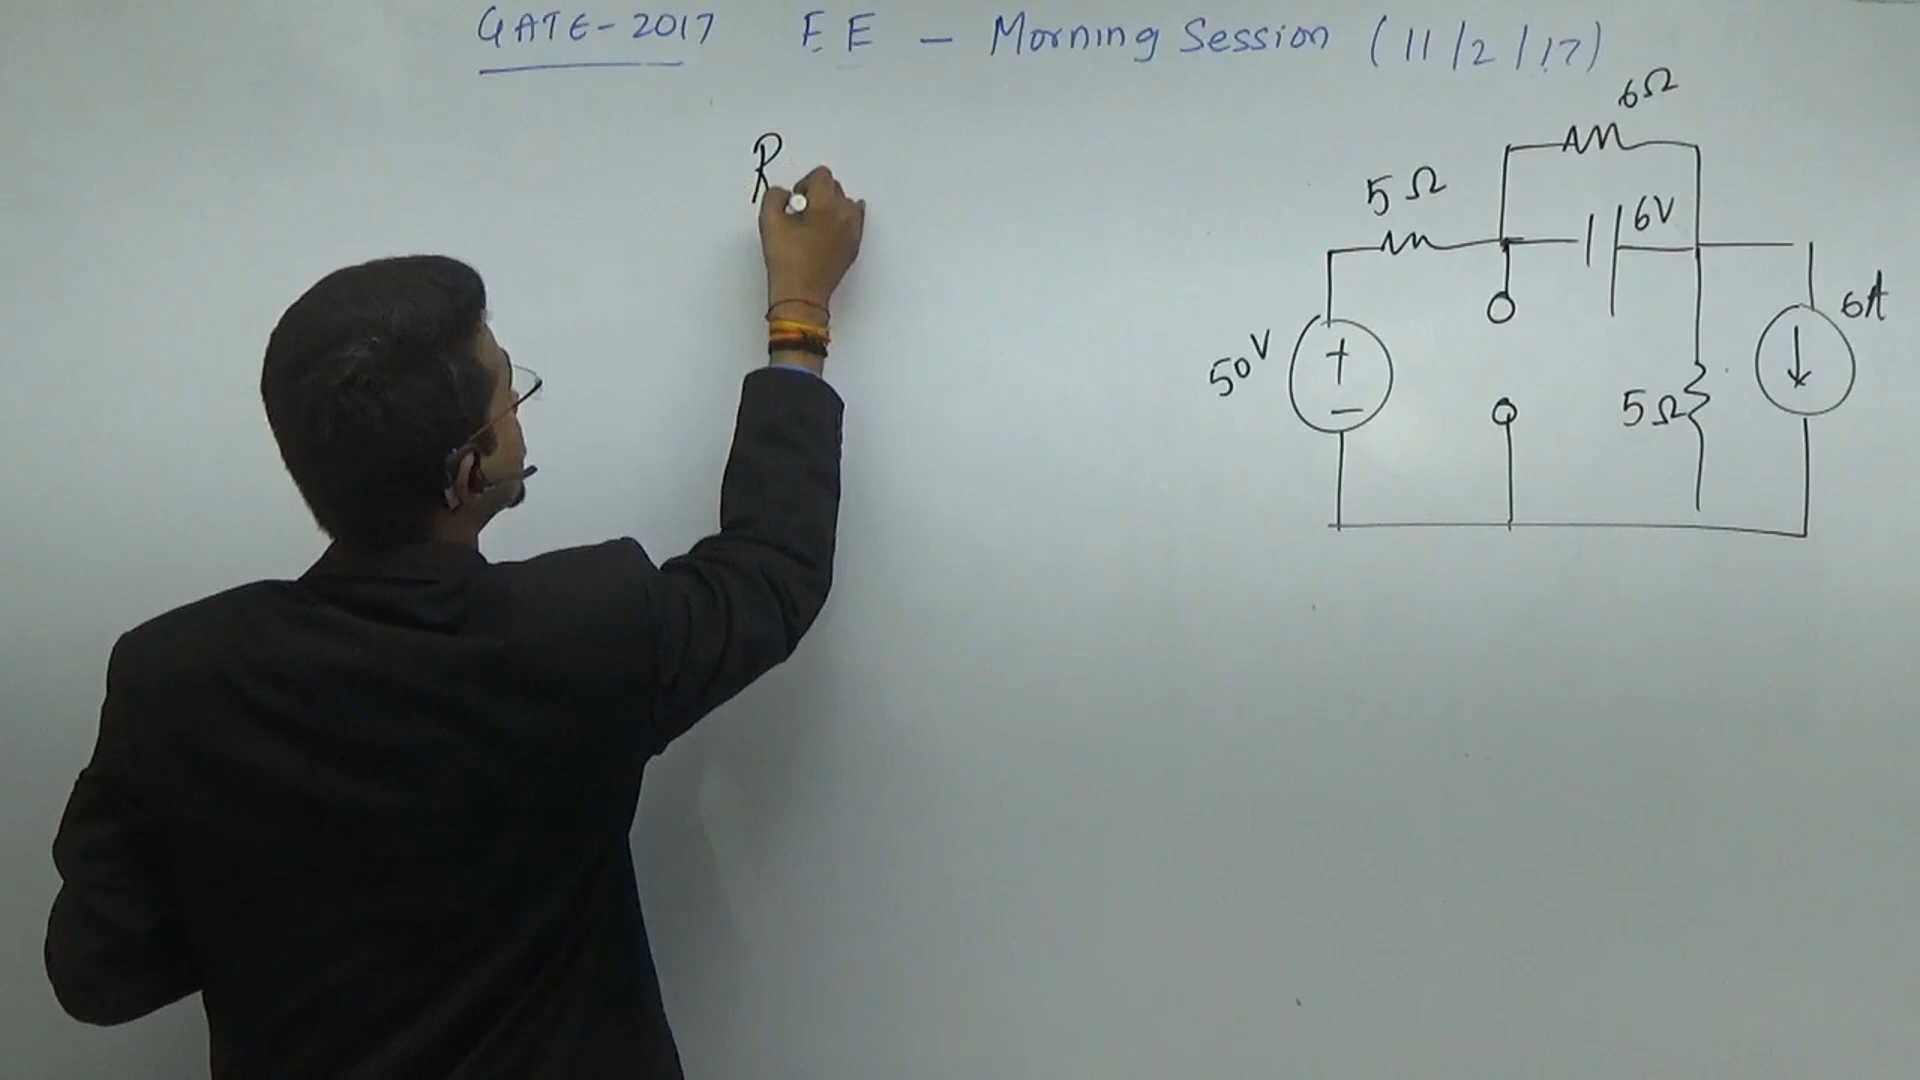 GATE-2017 EE - Morning Session (11/2/17)
R
6Ω
5Ω
6V
6A
50V
5Ω